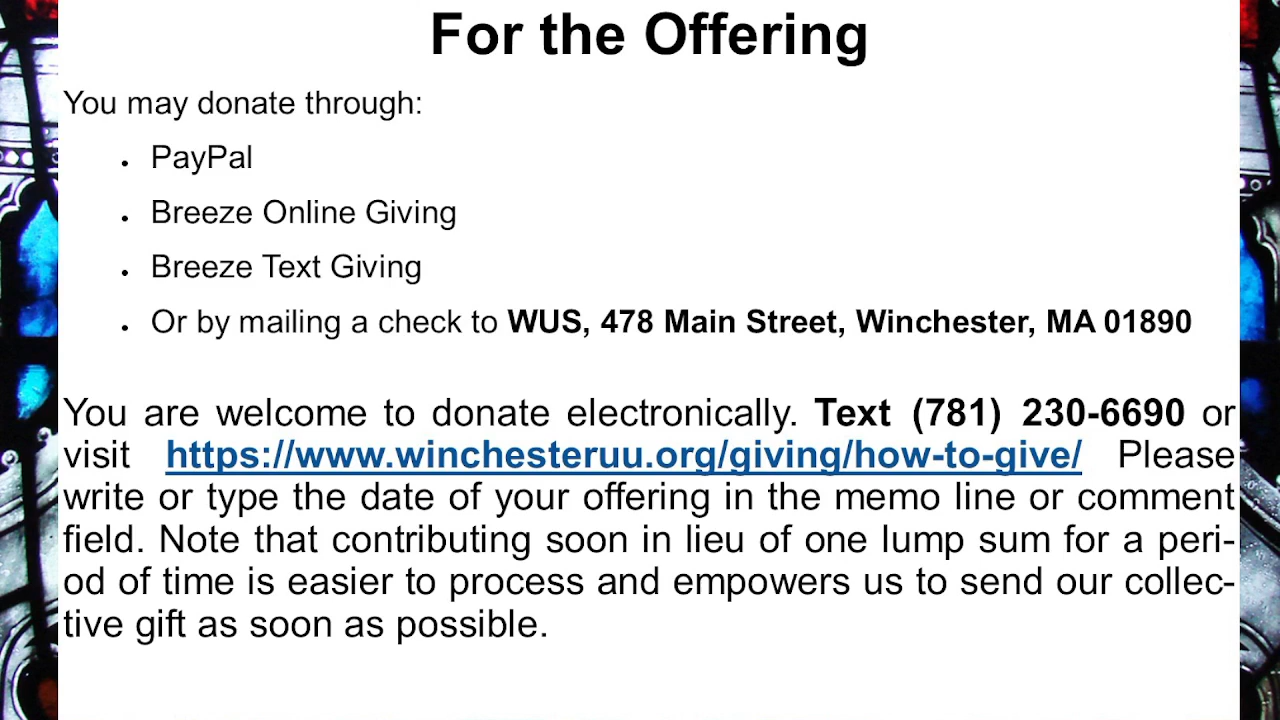 For the Offering
You may donate through:
• PayPal
• Breeze Online Giving
• Breeze Text Giving
• Or by mailing a check to WUS, 478 Main Street, Winchester, MA 01890
You are welcome to donate electronically. Text (781) 230-6690 or
visit https://www.winchesteruu.org/giving/how-to-give/ Please
write or type the date of your offering in the memo line or comment
field. Note that contributing soon in lieu of one lump sum for a peri-
od of time is easier to process and empowers us to send our collec-
tive gift as soon as possible.